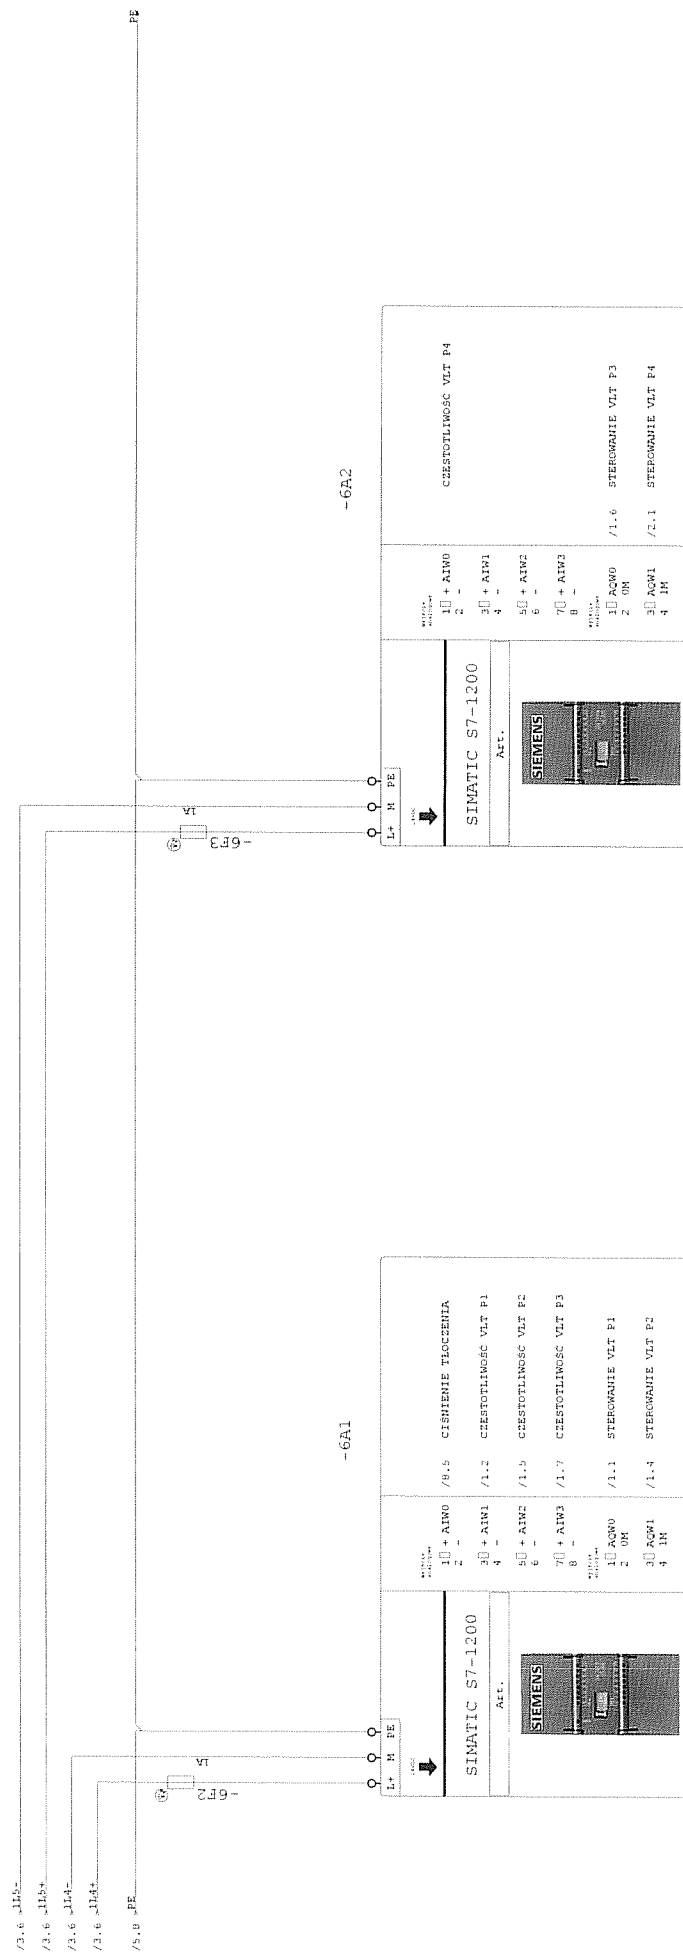 /3.6 1L5-
/3.6 1L5+
/3.6 1L4-
/3.6 1L4+
/5.8 PE
PE
-6F2
1A
-6F3
1A
-6A1
L+ M PE
SIMATIC S7-1200
Art.
SIEMENS
1 + AIW0 /8.5 CIŚNIENIE TŁOCZENIA
2 -
3 + AIW1 /1.2 CZESTOTLIWOŚĆ VLT P1
4 -
5 + AIW2 /1.5 CZESTOTLIWOŚĆ VLT P2
6 -
7 + AIW3 /1.7 CZESTOTLIWOŚĆ VLT P3
8 -
1 AQW0 /1.1 STEROWANIE VLT P1
2 0M
3 AQW1 /1.4 STEROWANIE VLT P2
4 1M
-6A2
L+ M PE
SIMATIC S7-1200
Art.
SIEMENS
1 + AIW0 CZESTOTLIWOŚĆ VLT P4
2 -
3 + AIW1
4 -
5 + AIW2
6 -
7 + AIW3
8 -
1 AQW0 /1.6 STEROWANIE VLT P3
2 0M
3 AQW1 /2.1 STEROWANIE VLT P4
4 1M